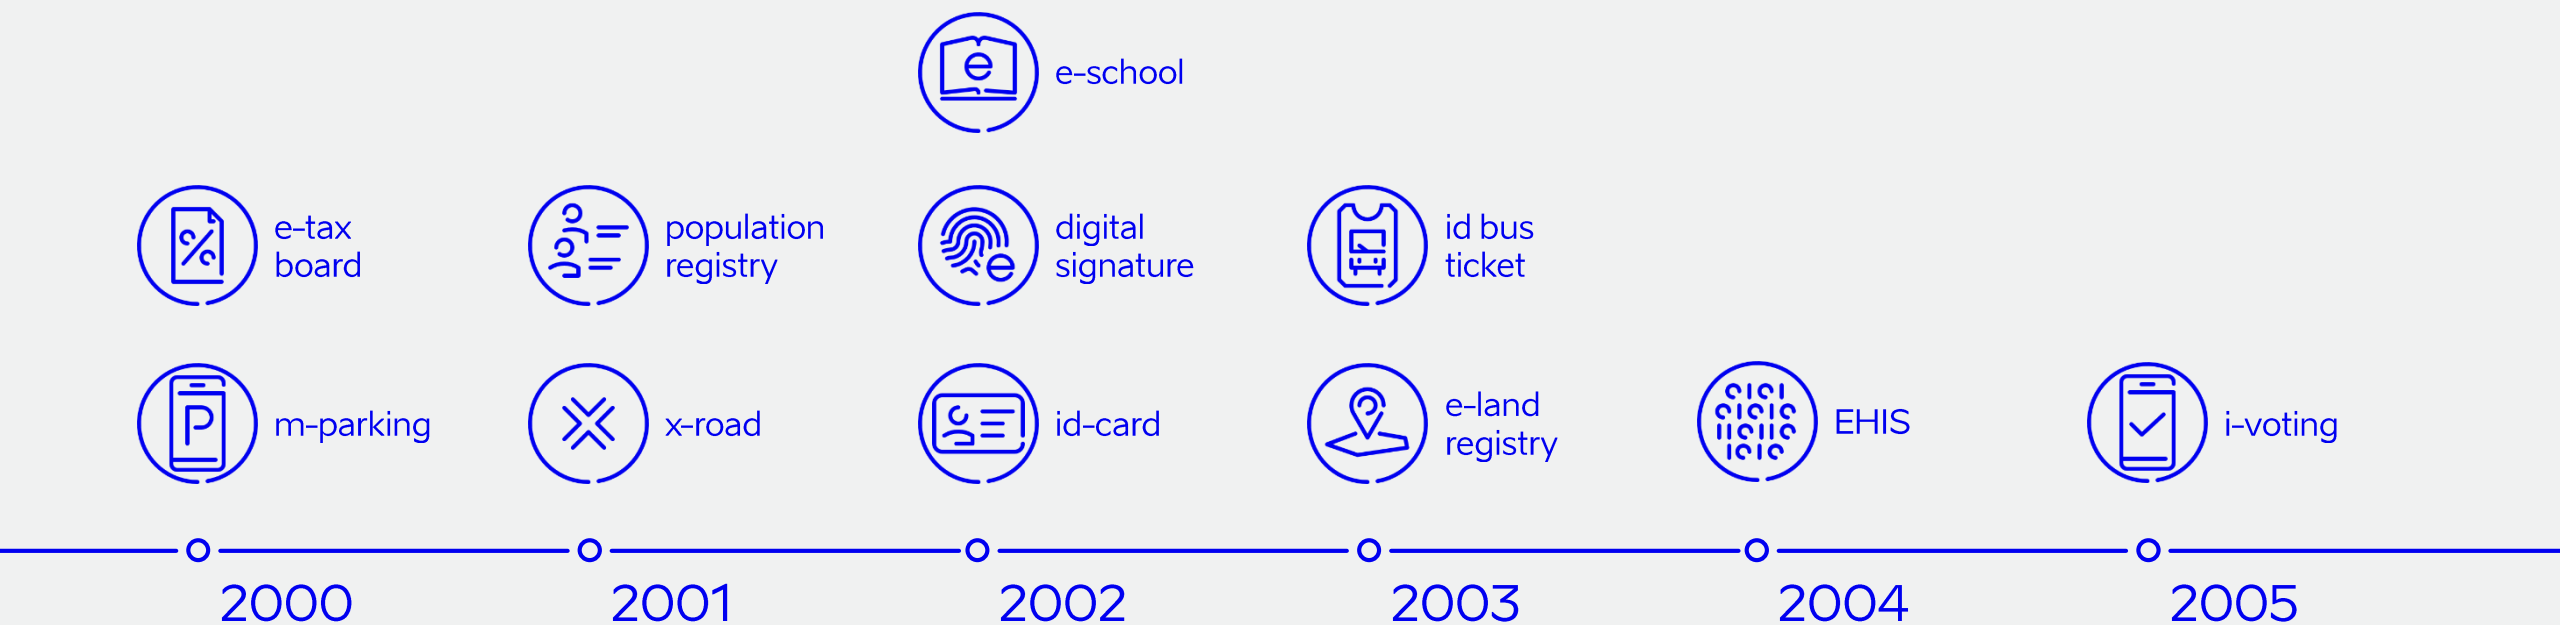 e-school
e-tax
board
population
registry
digital
signature
id bus
ticket
m-parking
x-road
id-card
e-land
registry
EHIS
i-voting
2000
2001
2002
2003
2004
2005